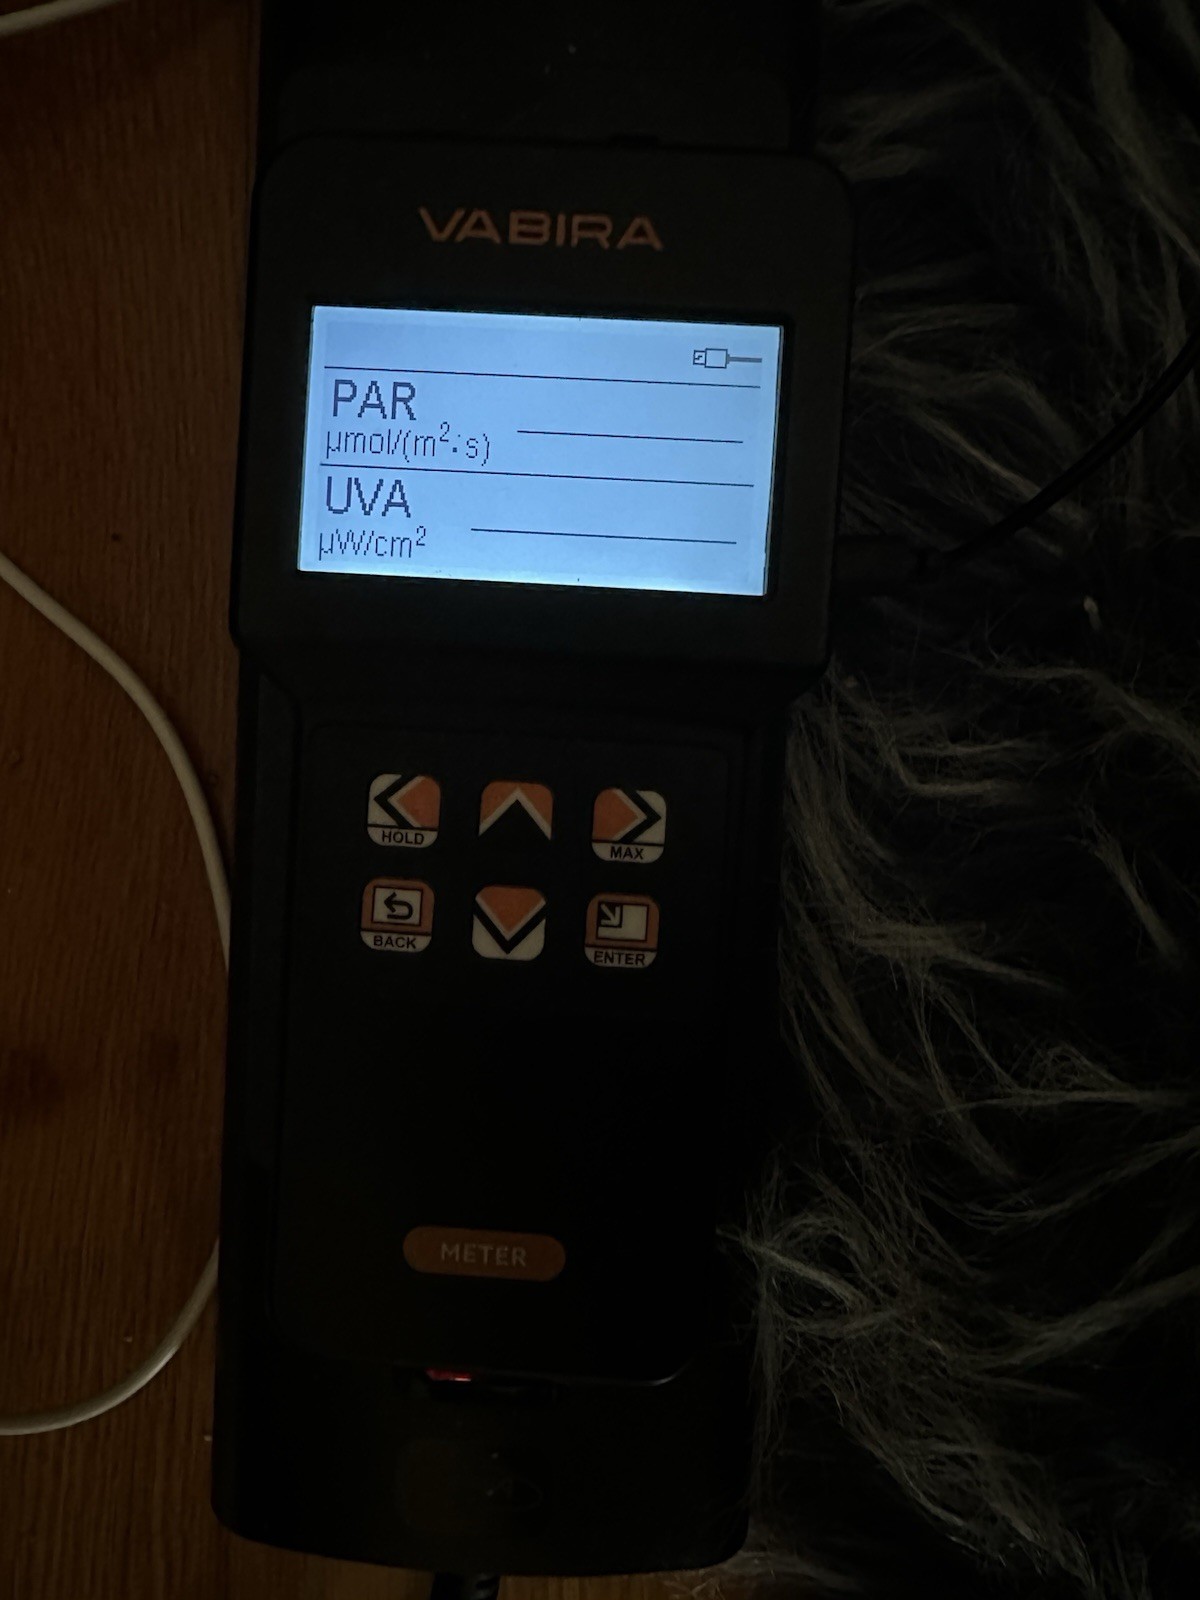 VABIRA
PAR
µmol/(m²·s)
UVA
µW/cm²
HOLD
MAX
BACK
ENTER
METER